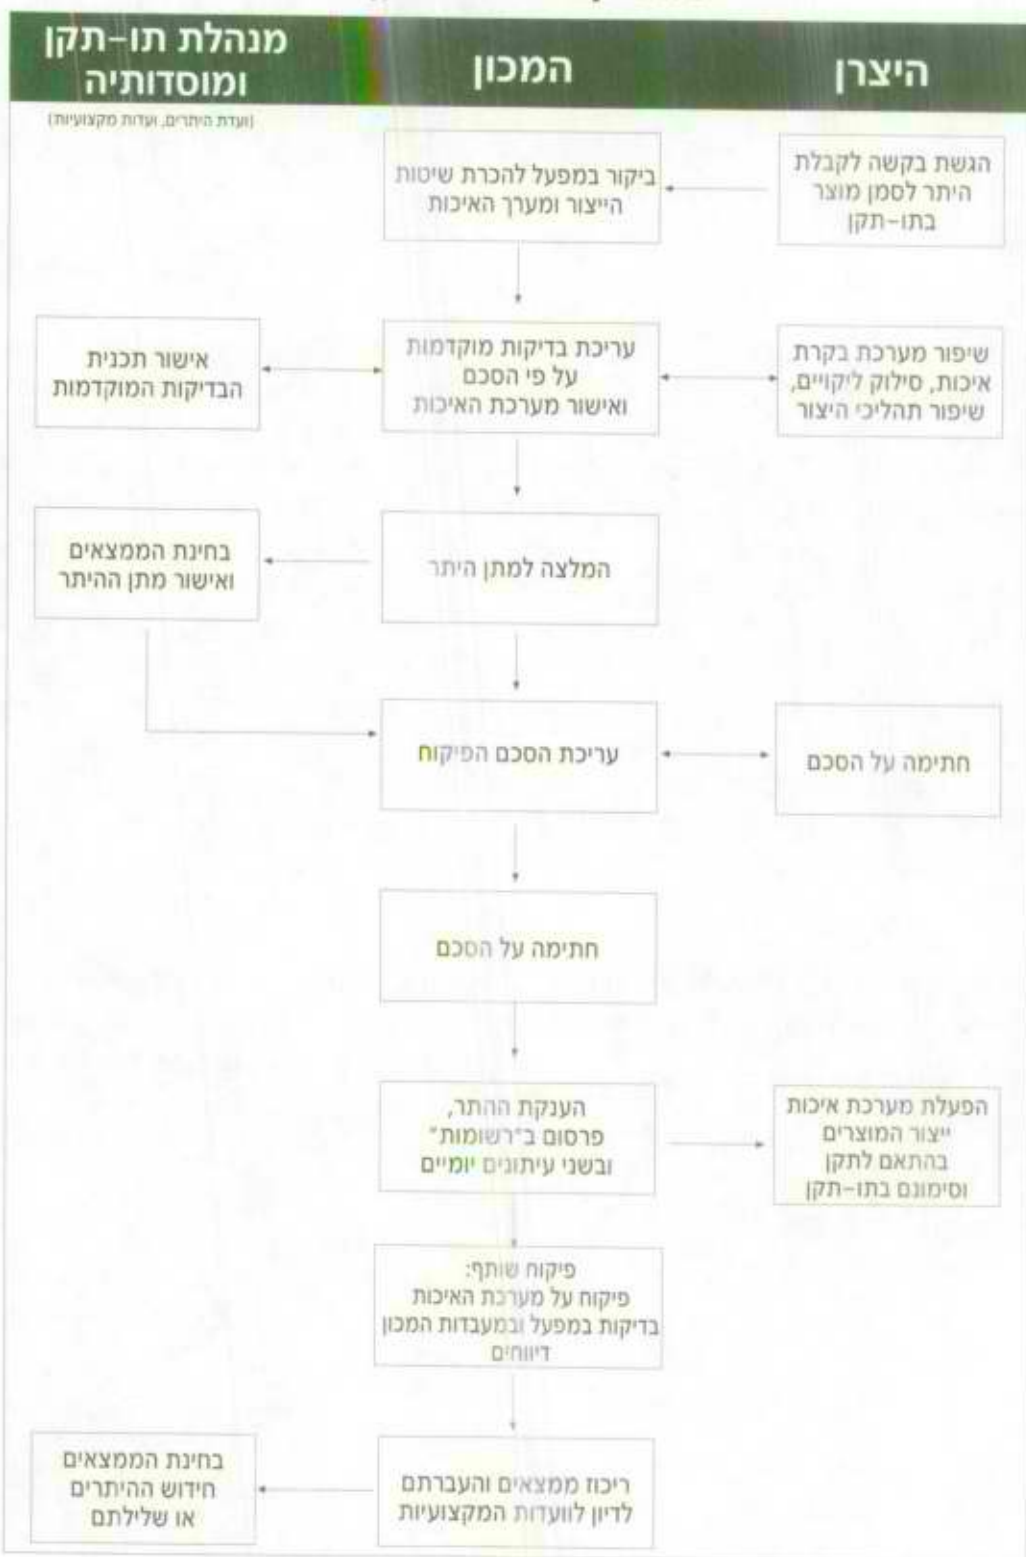 היצרן
המכון
מנהלת תו-תקן
ומוסדותיה
(ועדת היתרים, ועדות מקצועיות)
הגשת בקשה לקבלת
היתר לסמן מוצר
בתו-תקן
ביקור במפעל להכרת שיטות
הייצור ומערך האיכות
שיפור מערכת בקרת
איכות, סילוק ליקויים,
שיפור תהליכי היצור
עריכת בדיקות מוקדמות
על פי הסכם
ואישור מערכת האיכות
אישור תכנית
הבדיקות המוקדמות
המלצה למתן היתר
בחינת הממצאים
ואישור מתן ההיתר
חתימה על הסכם
עריכת הסכם הפיקוח
חתימה על הסכם
הפעלת מערכת איכות
ייצור המוצרים
בהתאם לתקן
וסימונם בתו-תקן
הענקת ההתר,
פרסום ב"רשומות"
ובשני עיתונים יומיים
פיקוח שותף:
פיקוח על מערכת האיכות
בדיקות במפעל ובמעבדות המכון
דיווחים
ריכוז ממצאים והעברתם
לדיון לוועדות המקצועיות
בחינת הממצאים
חידוש ההיתרים
או שלילתם